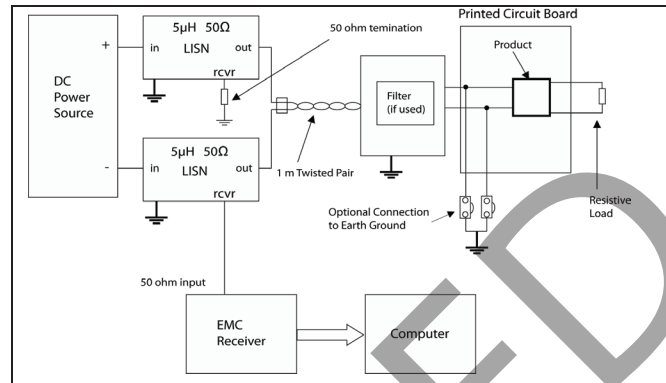 Printed Circuit Board
5µH 50Ω
LISN
in
out
rcvr
50 ohm temination
Product
+
DC
Power
Source
-
Filter
(if used)
5µH 50Ω
LISN
in
out
rcvr
1 m Twisted Pair
Optional Connection
to Earth Ground
Resistive
Load
50 ohm input
EMC
Receiver
Computer